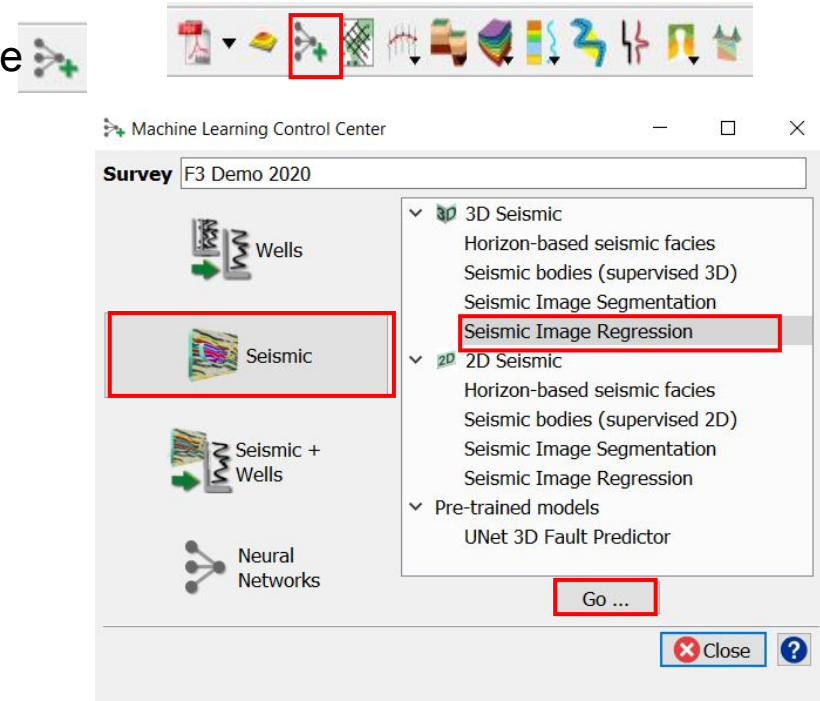 e
Machine Learning Control Center
Survey F3 Demo 2020
Wells
Seismic
Seismic +
Wells
Neural
Networks
3D 3D Seismic
Horizon-based seismic facies
Seismic bodies (supervised 3D)
Seismic Image Segmentation
Seismic Image Regression
2D 2D Seismic
Horizon-based seismic facies
Seismic bodies (supervised 2D)
Seismic Image Segmentation
Seismic Image Regression
Pre-trained models
UNet 3D Fault Predictor
Go ...
Close ?